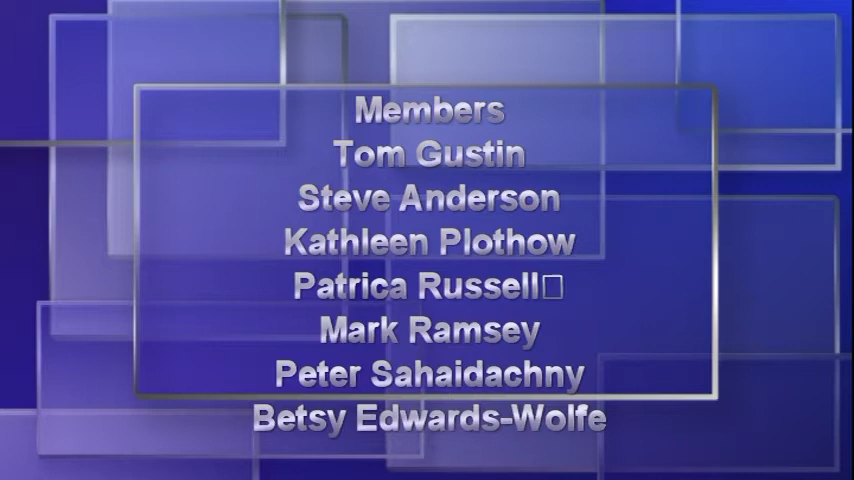 Members
Tom Gustin
Steve Anderson
Kathleen Plothow
Patrica Russell□
Mark Ramsey
Peter Sahaidachny
Betsy Edwards-Wolfe